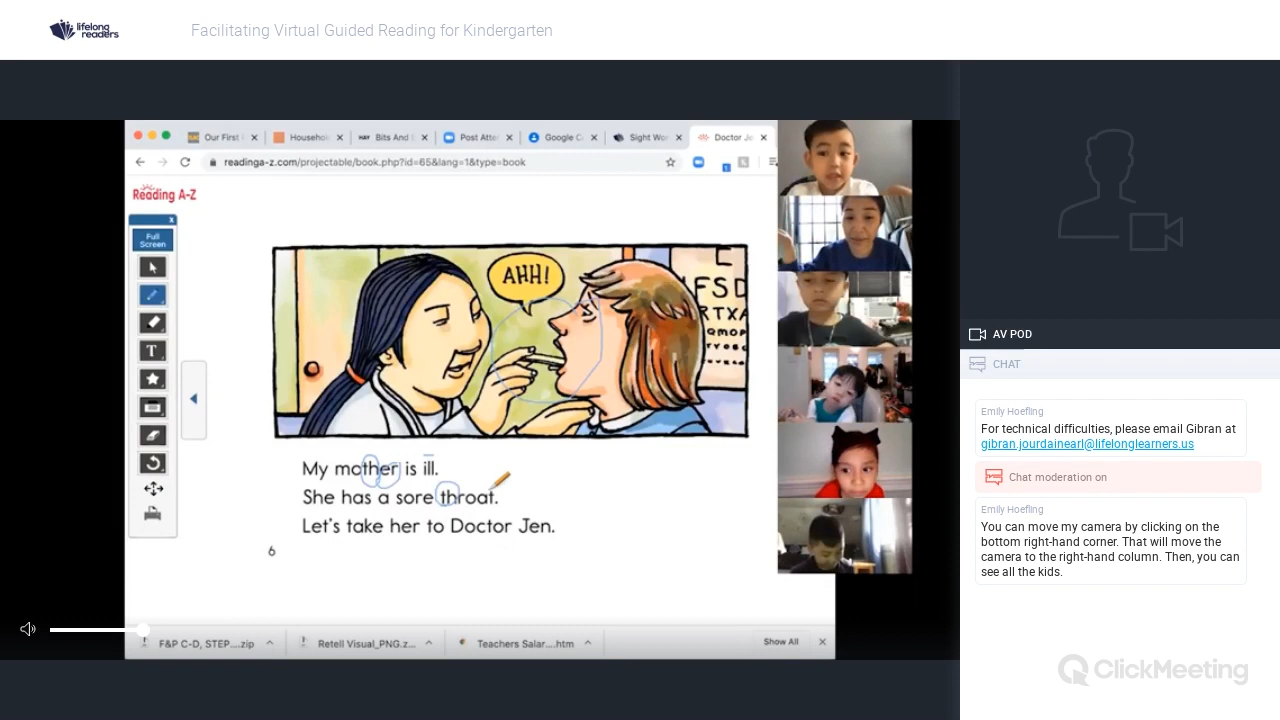 lifelong
readers
Facilitating Virtual Guided Reading for Kindergarten
Our First
Househol
HAY Bits And
Post Atte
Google C
Sight Wor
Doctor Je
readinga-z.com/projectable/book.php?id=65&lang=1&type=book
Reading A-Z
x
Full
Screen
T
AHH!
FSD
RTXA
My mother is ill.
She has a sore throat.
Let's take her to Doctor Jen.
6
F&P C-D, STEP....zip
Retell Visual_PNG.z...
Teachers Salar....htm
Show All
AV POD
CHAT
Emily Hoefling
For technical difficulties, please email Gibran at
gibran.jourdainearl@lifelonglearners.us
Chat moderation on
Emily Hoefling
You can move my camera by clicking on the
bottom right-hand corner. That will move the
camera to the right-hand column. Then, you can
see all the kids.
ClickMeeting